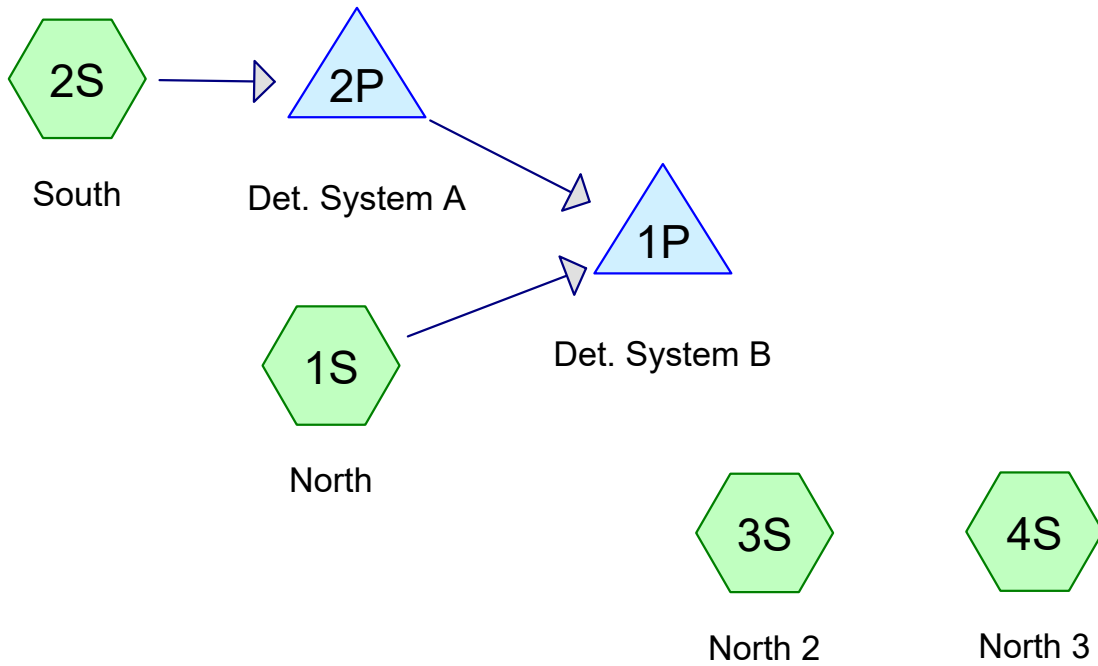 2S
2P
South
Det. System A
1P
1S
Det. System B
North
3S
4S
North 2
North 3